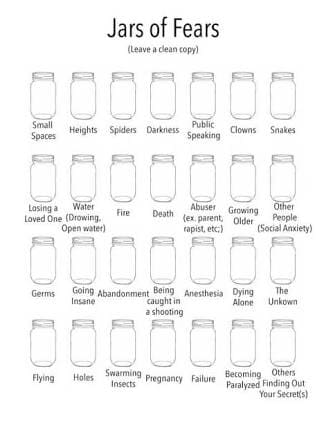 Jars of Fears
(Leave a clean copy)
Small Spaces
Heights
Spiders
Darkness
Public Speaking
Clowns
Snakes
Losing a Loved One
Water (Drowing, Open water)
Fire
Death
Abuser (ex. parent, rapist, etc;)
Growing Older
Other People (Social Anxiety)
Germs
Going Insane
Abandonment
Being caught in a shooting
Anesthesia
Dying Alone
The Unkown
Flying
Holes
Swarming Insects
Pregnancy
Failure
Becoming Paralyzed
Others Finding Out Your Secret(s)